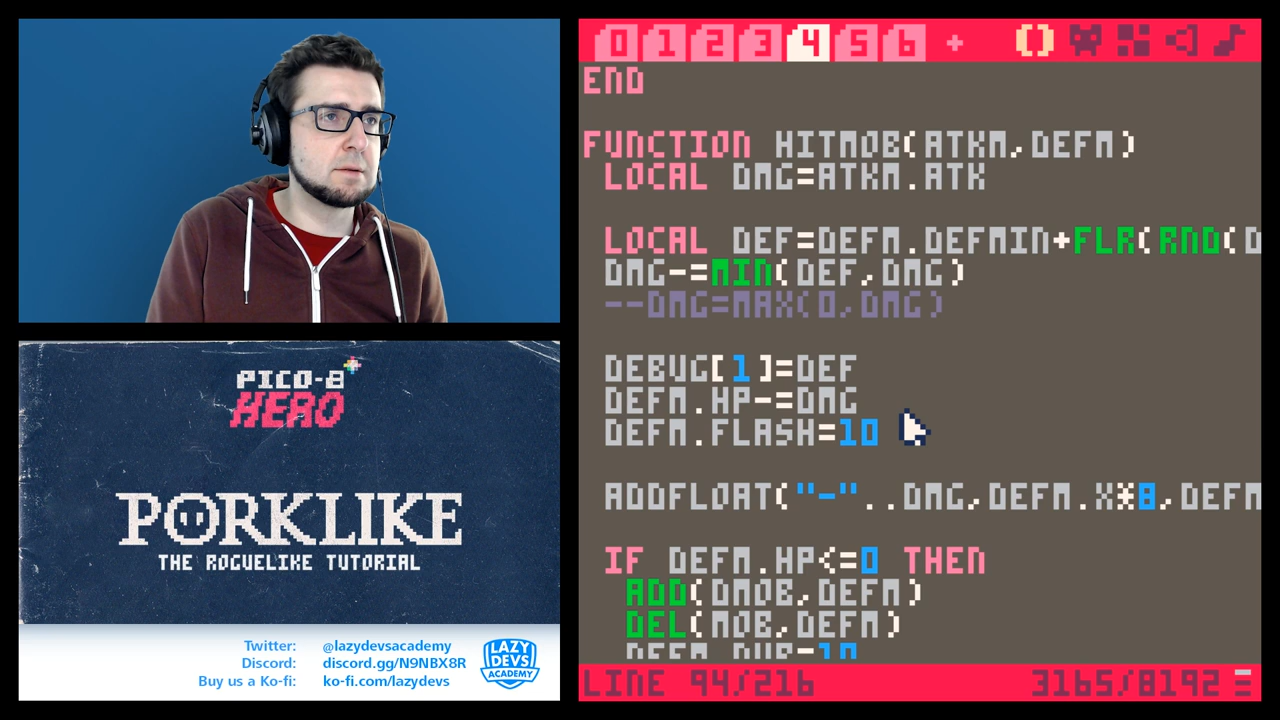 0 1 2 3 4 5 6 +
END
FUNCTION HITMOB(ATKM,DEFM)
LOCAL DMG=ATKM.ATK
LOCAL DEF=DEFM.DEFMIN+FLR(RND(D
DMG-=MIN(DEF,DMG)
--DMG=MAX(0,DMG)
DEBUG[1]=DEF
DEFM.HP-=DMG
DEFM.FLASH=10
ADDFLOAT("-"..DMG,DEFM.X*8,DEFM
IF DEFM.HP<=0 THEN
ADD(DMOB,DEFM)
DEL(MOB,DEFM)
LINE 94/216 3165/8192
PICO-8
HERO
PORKLIKE
THE ROGUELIKE TUTORIAL
Twitter: @lazydevsacademy
Discord: discord.gg/N9NBX8R
Buy us a Ko-fi: ko-fi.com/lazydevs
LAZY
DEVS
ACADEMY